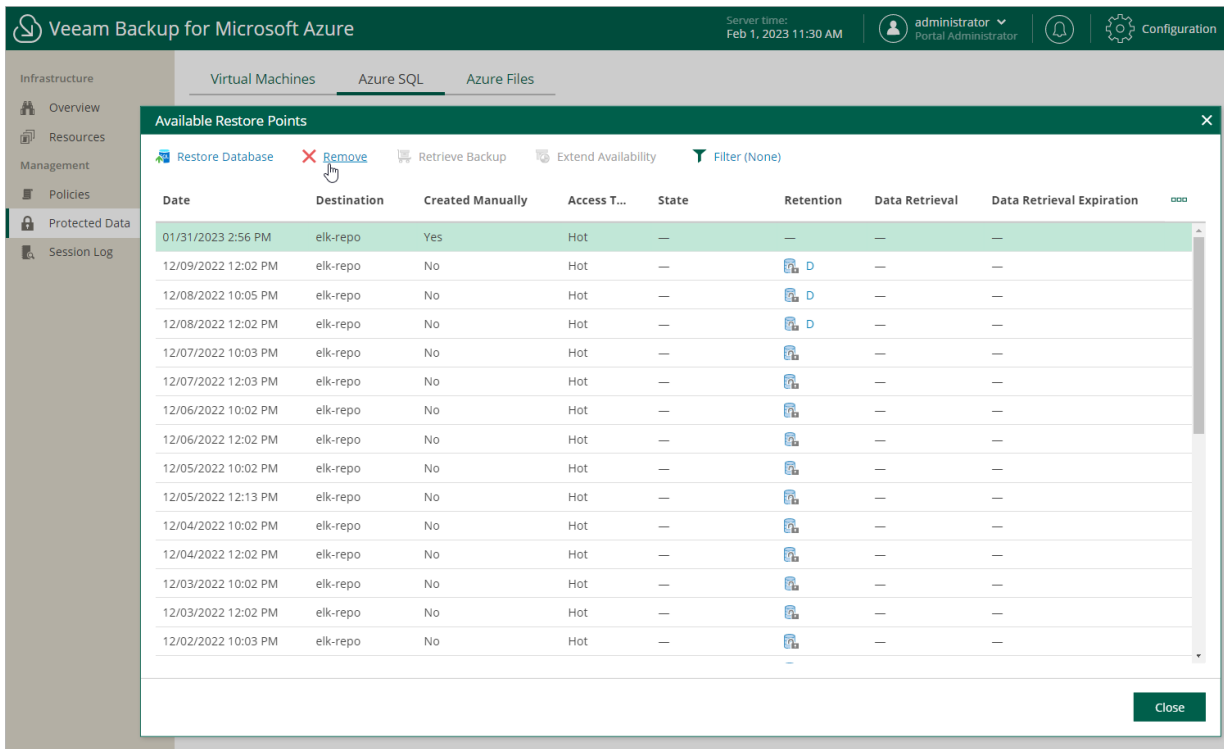 Veeam Backup for Microsoft Azure
Server time:
Feb 1, 2023 11:30 AM
administrator
Portal Administrator
Configuration
Infrastructure
Overview
Resources
Management
Policies
Protected Data
Session Log
Virtual Machines Azure SQL Azure Files
Available Restore Points
Restore Database Remove Retrieve Backup Extend Availability Filter (None)
Date Destination Created Manually Access T... State Retention Data Retrieval Data Retrieval Expiration
01/31/2023 2:56 PM elk-repo Yes Hot — — — —
12/09/2022 12:02 PM elk-repo No Hot — D — —
12/08/2022 10:05 PM elk-repo No Hot — D — —
12/08/2022 12:02 PM elk-repo No Hot — D — —
12/07/2022 10:03 PM elk-repo No Hot — — —
12/07/2022 12:03 PM elk-repo No Hot — — —
12/06/2022 10:02 PM elk-repo No Hot — — —
12/06/2022 12:02 PM elk-repo No Hot — — —
12/05/2022 10:02 PM elk-repo No Hot — — —
12/05/2022 12:13 PM elk-repo No Hot — — —
12/04/2022 10:02 PM elk-repo No Hot — — —
12/04/2022 12:02 PM elk-repo No Hot — — —
12/03/2022 10:02 PM elk-repo No Hot — — —
12/03/2022 12:02 PM elk-repo No Hot — — —
12/02/2022 10:03 PM elk-repo No Hot — — —
Close